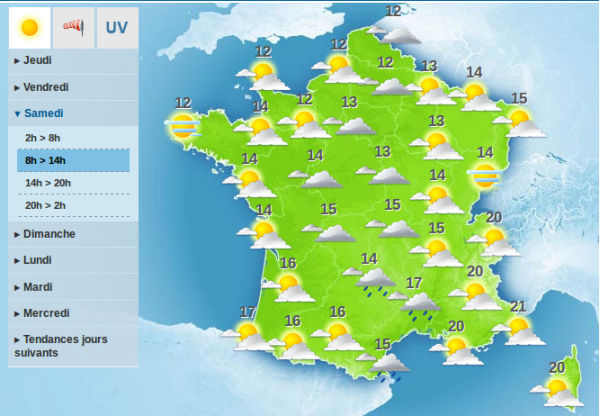 UV
▸ Jeudi
▸ Vendredi
▾ Samedi
2h > 8h
8h > 14h
14h > 20h
20h > 2h
▸ Dimanche
▸ Lundi
▸ Mardi
▸ Mercredi
▸ Tendances jours
suivants
12
12
12
12
13
14
12
14
12
13
13
15
14
14
13
14
14
14
15
15
15
20
16
14
17
20
17
16
16
15
20
21
20